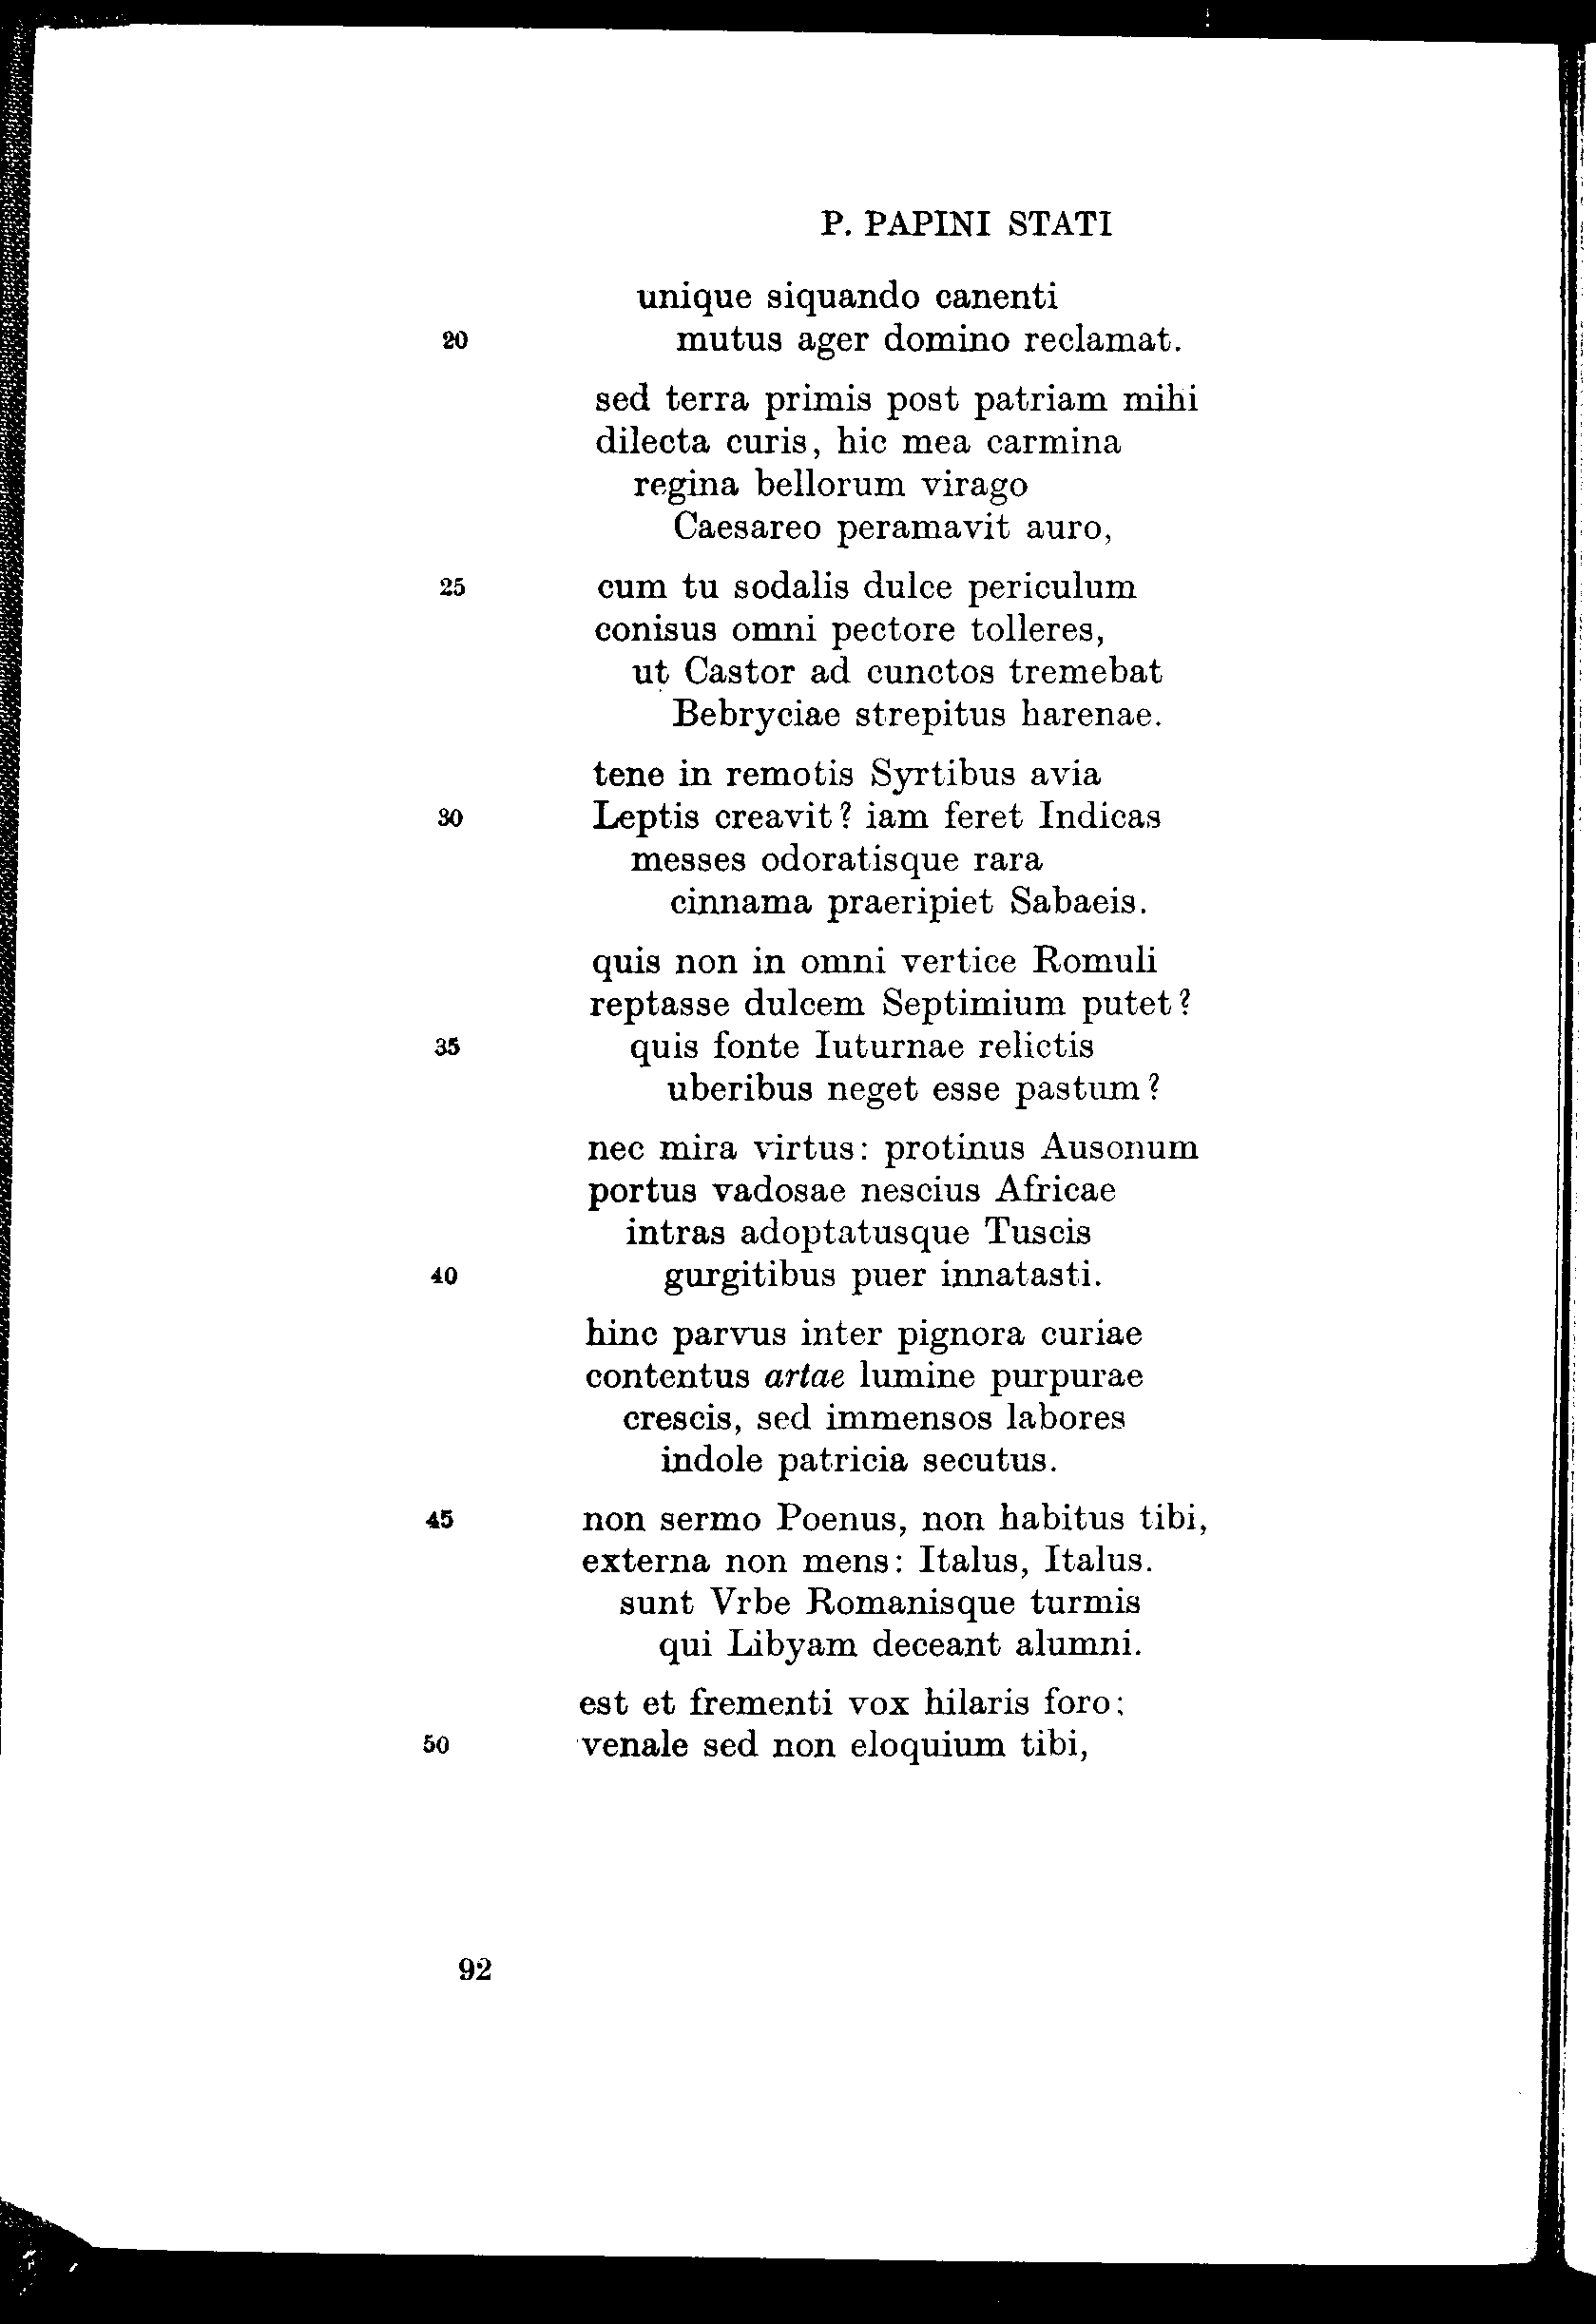 P. PAPINI STATI
unique siquando canenti
20 mutus ager domino reclamat.
sed terra primis post patriam mihi
dilecta curis, hic mea carmina
regina bellorum virago
Caesareo peramavit auro,
25 cum tu sodalis dulce periculum
conisus omni pectore tolleres,
ut Castor ad cunctos tremebat
Bebryciae strepitus harenae.
tene in remotis Syrtibus avia
30 Leptis creavit? iam feret Indicas
messes odoratisque rara
cinnama praeripiet Sabaeis.
quis non in omni vertice Romuli
reptasse dulcem Septimium putet?
35 quis fonte Iuturnae relictis
uberibus neget esse pastum?
nec mira virtus: protinus Ausonum
portus vadosae nescius Africae
intras adoptatusque Tuscis
40 gurgitibus puer innatasti.
hinc parvus inter pignora curiae
contentus artae lumine purpurae
crescis, sed immensos labores
indole patricia secutus.
45 non sermo Poenus, non habitus tibi,
externa non mens: Italus, Italus.
sunt Vrbe Romanisque turmis
qui Libyam deceant alumni.
est et frementi vox hilaris foro;
50 venale sed non eloquium tibi,
92